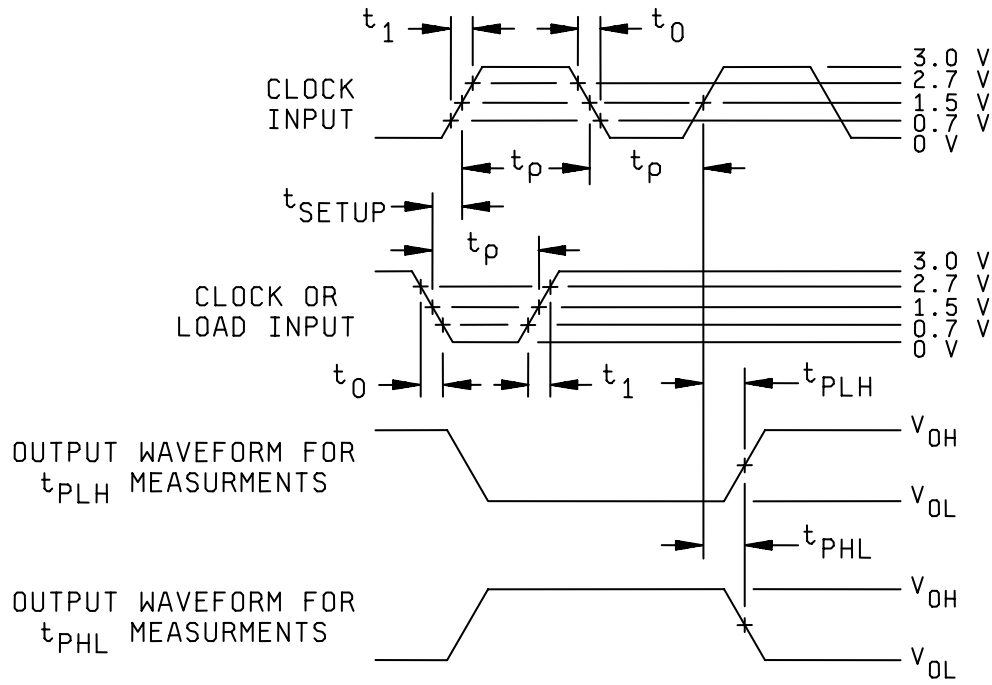 t1
t0
CLOCK
INPUT
3.0 V
2.7 V
1.5 V
0.7 V
0 V
tp
tp
tSETUP
tp
CLOCK OR
LOAD INPUT
3.0 V
2.7 V
1.5 V
0.7 V
0 V
t0
t1
tPLH
OUTPUT WAVEFORM FOR
tPLH MEASURMENTS
VOH
VOL
tPHL
OUTPUT WAVEFORM FOR
tPHL MEASURMENTS
VOH
VOL